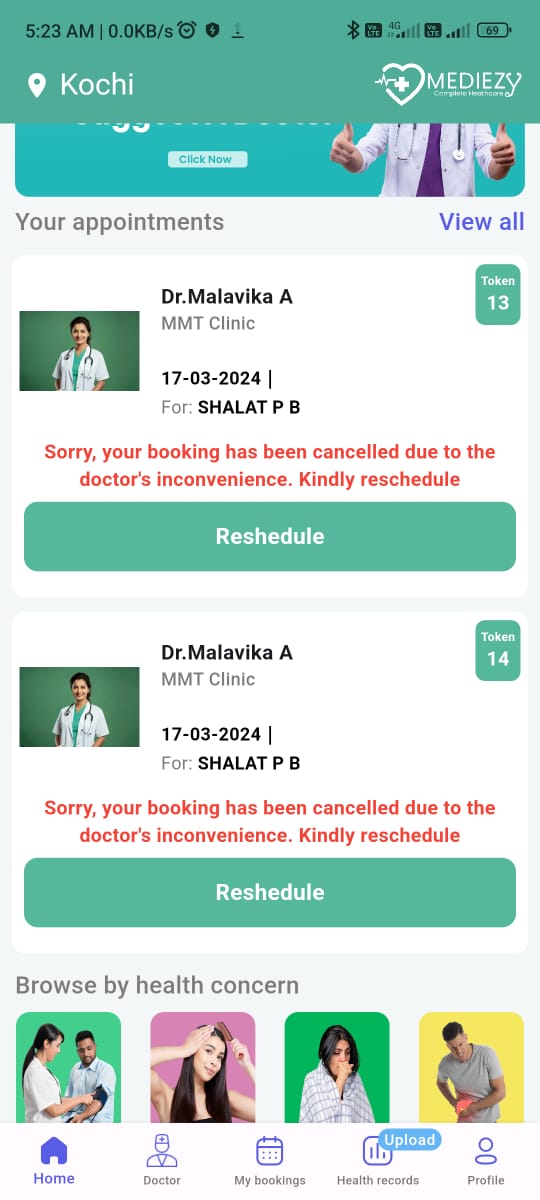 5:23 AM | 0.0KB/s
Vo LTE 4G Vo LTE 69
Kochi
MEDIEZY
Complete Heathcare
Click Now
Your appointments
View all
Token
13
Dr.Malavika A
MMT Clinic
17-03-2024 |
For: SHALAT P B
Sorry, your booking has been cancelled due to the
doctor's inconvenience. Kindly reschedule
Reshedule
Token
14
Dr.Malavika A
MMT Clinic
17-03-2024 |
For: SHALAT P B
Sorry, your booking has been cancelled due to the
doctor's inconvenience. Kindly reschedule
Reshedule
Browse by health concern
Upload
Home
Doctor
My bookings
Health records
Profile